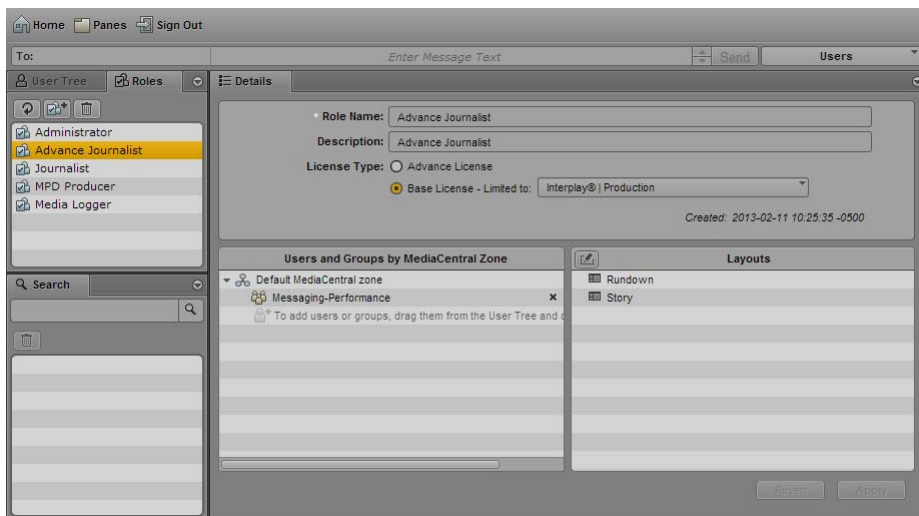 Home Panes Sign Out
To: Enter Message Text Send Users
User Tree Roles Details
Administrator
Advance Journalist
Journalist
MPD Producer
Media Logger
* Role Name: Advance Journalist
Description: Advance Journalist
License Type: Advance License
Base License - Limited to: Interplay® | Production
Created: 2013-02-11 10:25:35 -0500
Search
Users and Groups by MediaCentral Zone
Default MediaCentral zone
Messaging-Performance
To add users or groups, drag them from the User Tree and
Layouts
Rundown
Story
Revert Apply